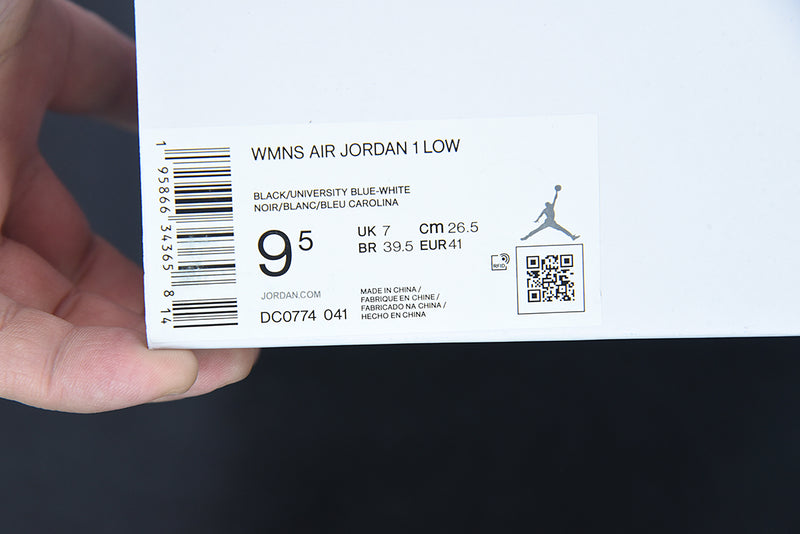 WMNS AIR JORDAN 1 LOW
BLACK/UNIVERSITY BLUE-WHITE
NOIR/BLANC/BLEU CAROLINA
9 5
UK 7 cm 26.5
BR 39.5 EUR 41
JORDAN.COM
DC0774 041
MADE IN CHINA /
FABRIQUE EN CHINE /
FABRICADO NA CHINA /
HECHO EN CHINA
RFID
1 95866 34365 8 14